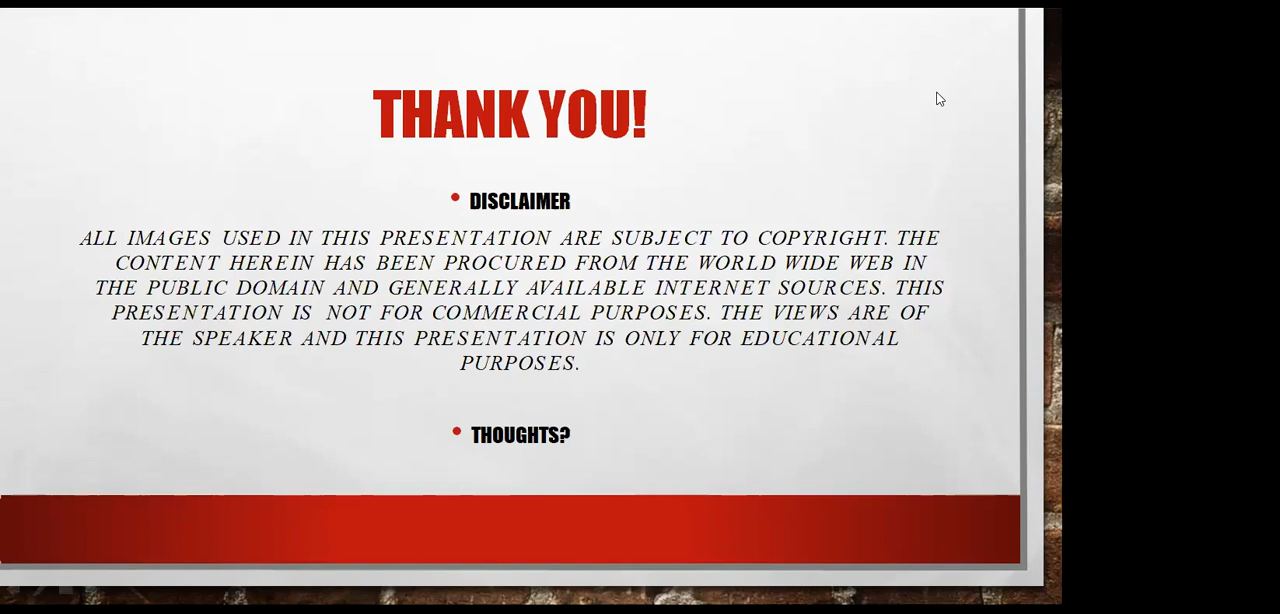 THANK YOU!
• DISCLAIMER
ALL IMAGES USED IN THIS PRESENTATION ARE SUBJECT TO COPYRIGHT. THE
CONTENT HEREIN HAS BEEN PROCURED FROM THE WORLD WIDE WEB IN
THE PUBLIC DOMAIN AND GENERALLY AVAILABLE INTERNET SOURCES. THIS
PRESENTATION IS NOT FOR COMMERCIAL PURPOSES. THE VIEWS ARE OF
THE SPEAKER AND THIS PRESENTATION IS ONLY FOR EDUCATIONAL
PURPOSES.
• THOUGHTS?